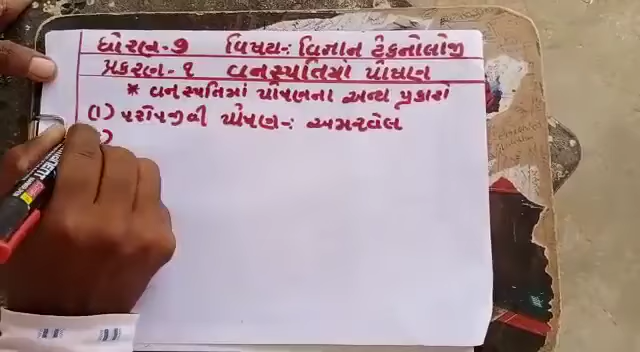 ધોરણ-૭ વિષય:- વિજ્ઞાન ટેકનોલોજી
પ્રકરણ-૧ વનસ્પતિમાં પોષણ
* વનસ્પતિમાં પોષણના અન્ય પ્રકારો
(1) પરોપજીવી પોષણ-: અમરવેલ